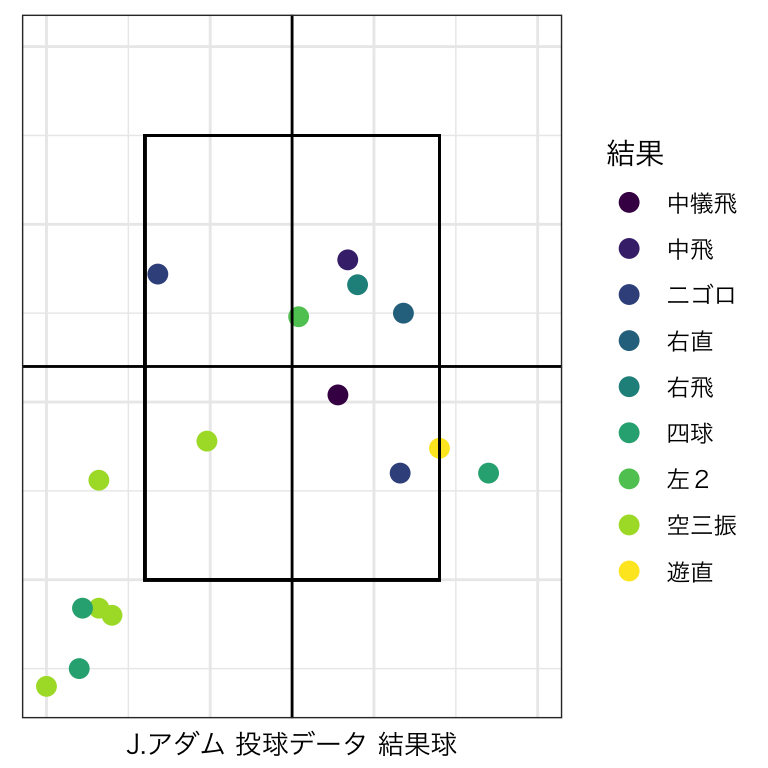 結果
中犠飛
中飛
二ゴロ
右直
右飛
四球
左２
空三振
遊直
J.アダム 投球データ 結果球